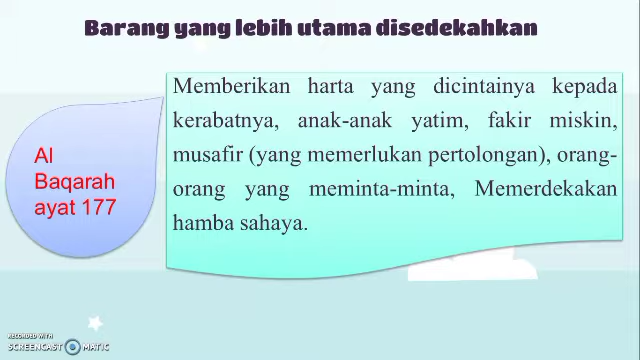 Barang yang lebih utama disedekahkan
Al
Baqarah
ayat 177
Memberikan harta yang dicintainya kepada
kerabatnya, anak-anak yatim, fakir miskin,
musafir (yang memerlukan pertolongan), orang-
orang yang meminta-minta, Memerdekakan
hamba sahaya.
RECORDED WITH
SCREENCAST MATIC